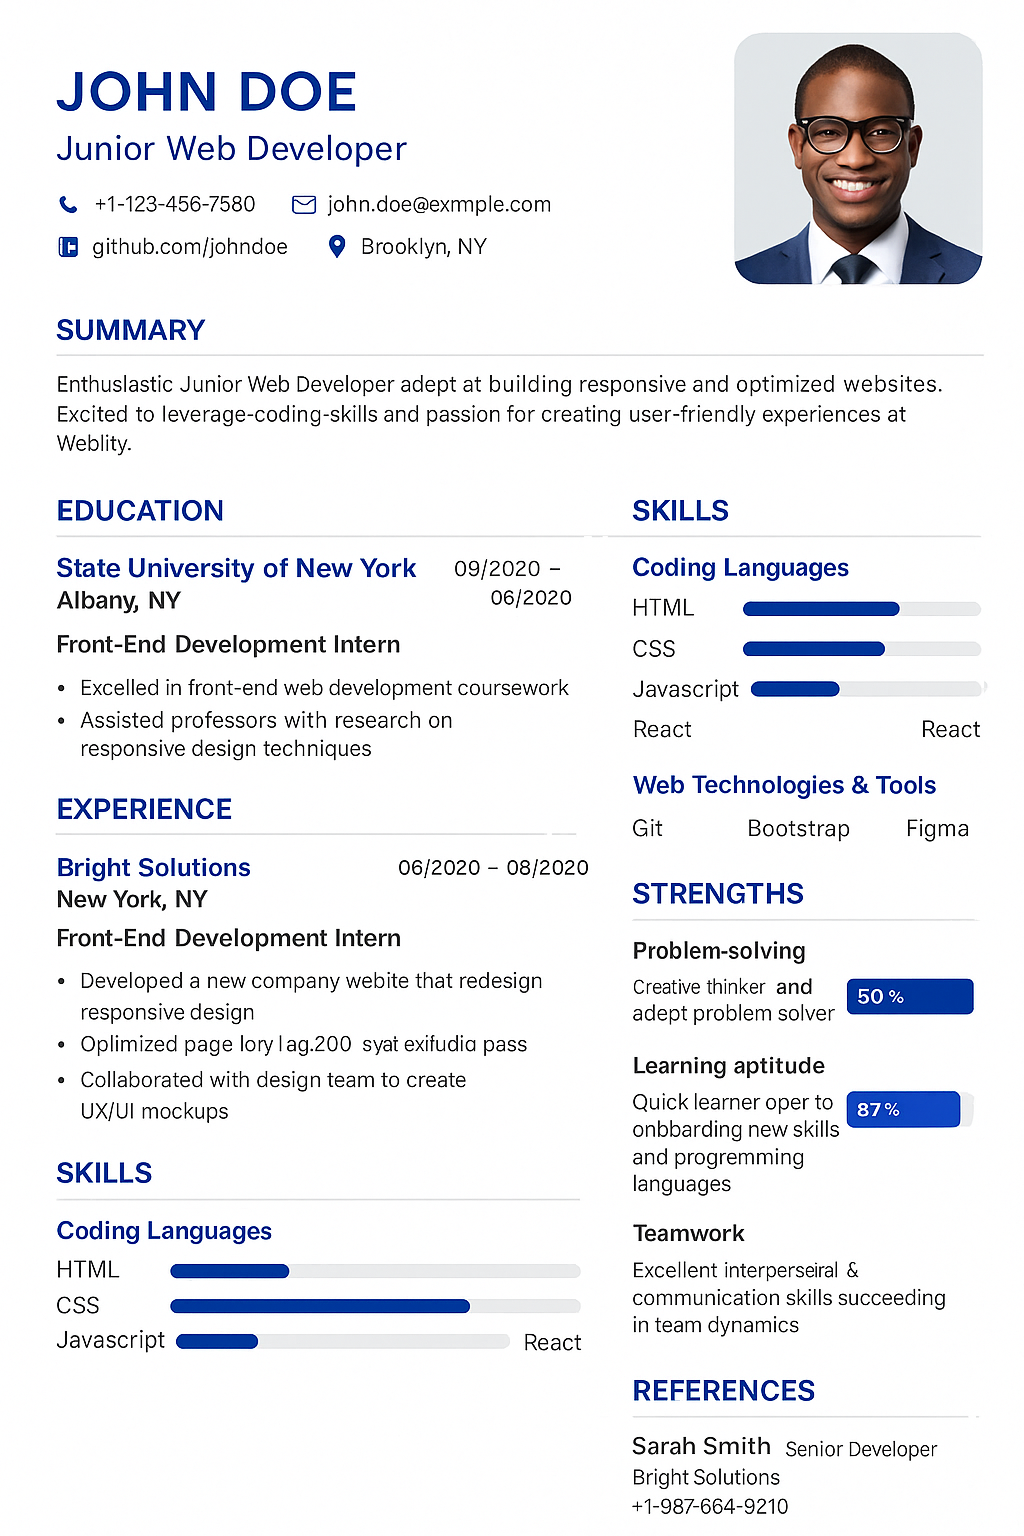 JOHN DOE
Junior Web Developer
+1-123-456-7580 john.doe@exmple.com
github.com/johndoe Brooklyn, NY
SUMMARY
Enthuslastic Junior Web Developer adept at building responsive and optimized websites.
Excited to leverage-coding-skills and passion for creating user-friendly experiences at
Weblity.
EDUCATION
State University of New York 09/2020 –
Albany, NY 06/2020
Front-End Development Intern
• Excelled in front-end web development coursework
• Assisted professors with research on
responsive design techniques
EXPERIENCE
Bright Solutions 06/2020 – 08/2020
New York, NY
Front-End Development Intern
• Developed a new company webite that redesign
responsive design
• Oplimized page lory l ag.200 syat exifudia pass
• Collaborated with design team to create
UX/UI mockups
SKILLS
Coding Languages
HTML
CSS
Javascript React
SKILLS
Coding Languages
HTML
CSS
Javascript
React React
Web Technologies & Tools
Git Bootstrap Figma
STRENGTHS
Problem-solving
Creative thinker and
adept problem solver
50 %
Learning aptitude
Quick learner oper to
onbbarding new skills
and progremming
languages
87 %
Teamwork
Excellent interperseiral &
communication skills succeeding
in team dynamics
REFERENCES
Sarah Smith Senior Developer
Bright Solutions
+1-987-664-9210